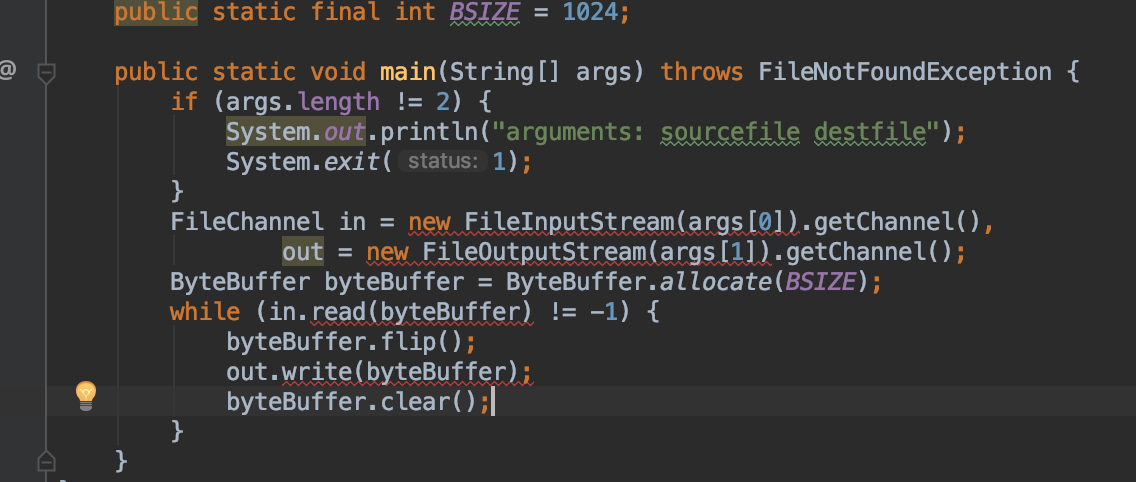 public static final int BSIZE = 1024;
@
public static void main(String[] args) throws FileNotFoundException {
if (args.length != 2) {
System.out.println("arguments: sourcefile destfile");
System.exit( status: 1);
}
FileChannel in = new FileInputStream(args[0]).getChannel(),
out = new FileOutputStream(args[1]).getChannel();
ByteBuffer byteBuffer = ByteBuffer.allocate(BSIZE);
while (in.read(byteBuffer) != -1) {
byteBuffer.flip();
out.write(byteBuffer);
byteBuffer.clear();
}
}